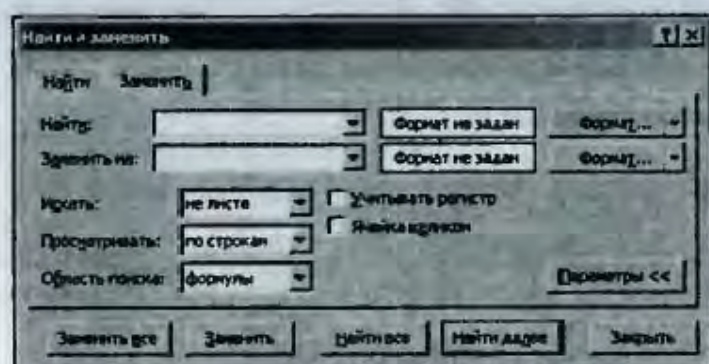 Найти и заменить
Найти Заменить
Найти: Формат не задан Формат...
Заменить на: Формат не задан Формат...
Искать: на листе Учитывать регистр
Просматривать: по строкам Ячейка целиком
Область поиска: формулы Параметры <<
Заменить все Заменить Найти все Найти далее Закрыть